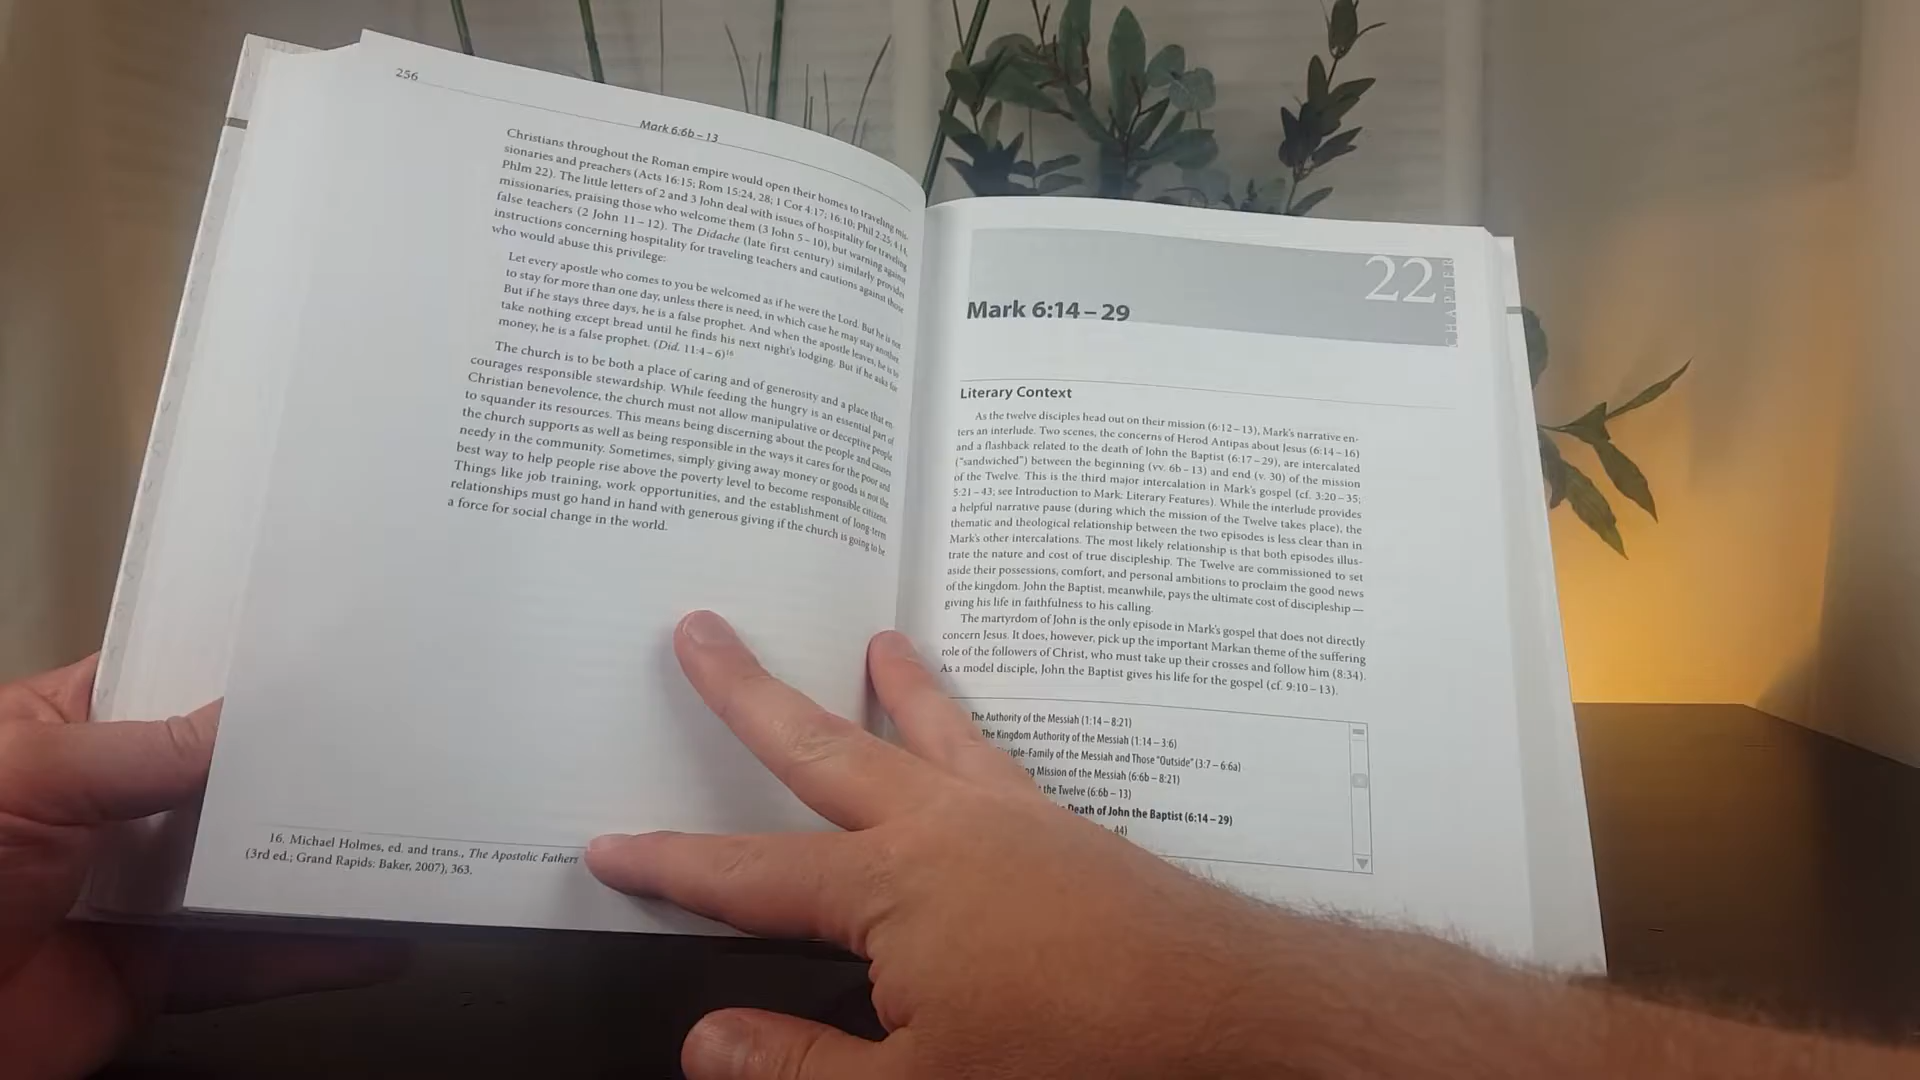 256
Mark 6:6b – 13
Christians throughout the Roman empire would open their homes to traveling mis-
sionaries and preachers (Acts 16:15; Rom 15:24, 28; 1 Cor 4:17; 16:10; Phil 2:25; 4:14;
Phlm 22). The little letters of 2 and 3 John deal with issues of hospitality for traveling
missionaries, praising those who welcome them (3 John 5 – 10), but warning against
false teachers (2 John 11 – 12). The Didache (late first century) similarly provides
instructions concerning hospitality for traveling teachers and cautions against those
who would abuse this privilege:
Let every apostle who comes to you be welcomed as if he were the Lord. But he is not
to stay for more than one day, unless there is need, in which case he may stay another.
But if he stays three days, he is a false prophet. And when the apostle leaves, he is to
take nothing except bread until he finds his next night's lodging. But if he asks for
money, he is a false prophet. (Did. 11:4 – 6)16
The church is to be both a place of caring and of generosity and a place that en-
courages responsible stewardship. While feeding the hungry is an essential part of
Christian benevolence, the church must not allow manipulative or deceptive people
to squander its resources. This means being discerning about the people and causes
the church supports as well as being responsible in the ways it cares for the poor and
needy in the community. Sometimes, simply giving away money or goods is not the
best way to help people rise above the poverty level to become responsible citizens.
Things like job training, work opportunities, and the establishment of long-term
relationships must go hand in hand with generous giving if the church is going to be
a force for social change in the world.
16. Michael Holmes, ed. and trans., The Apostolic Fathers
(3rd ed.; Grand Rapids: Baker, 2007), 363.
22
CHAPTER
Mark 6:14 – 29
Literary Context
As the twelve disciples head out on their mission (6:12 – 13), Mark's narrative en-
ters an interlude. Two scenes, the concerns of Herod Antipas about Jesus (6:14 – 16)
and a flashback related to the death of John the Baptist (6:17 – 29), are intercalated
("sandwiched") between the beginning (vv. 6b – 13) and end (v. 30) of the mission
of the Twelve. This is the third major intercalation in Mark's gospel (cf. 3:20 – 35;
5:21 – 43; see Introduction to Mark: Literary Features). While the interlude provides
a helpful narrative pause (during which the mission of the Twelve takes place), the
thematic and theological relationship between the two episodes is less clear than in
Mark's other intercalations. The most likely relationship is that both episodes illus-
trate the nature and cost of true discipleship. The Twelve are commissioned to set
aside their possessions, comfort, and personal ambitions to proclaim the good news
of the kingdom. John the Baptist, meanwhile, pays the ultimate cost of discipleship —
giving his life in faithfulness to his calling.
The martyrdom of John is the only episode in Mark's gospel that does not directly
concern Jesus. It does, however, pick up the important Markan theme of the suffering
role of the followers of Christ, who must take up their crosses and follow him (8:34).
As a model disciple, John the Baptist gives his life for the gospel (cf. 9:10 – 13).
The Authority of the Messiah (1:14 – 8:21)
The Kingdom Authority of the Messiah (1:14 – 3:6)
-Family of the Messiah and Those "Outside" (3:7 – 6:6a)
Mission of the Messiah (6:6b – 8:21)
the Twelve (6:6b – 13)
Death of John the Baptist (6:14 – 29)
44)